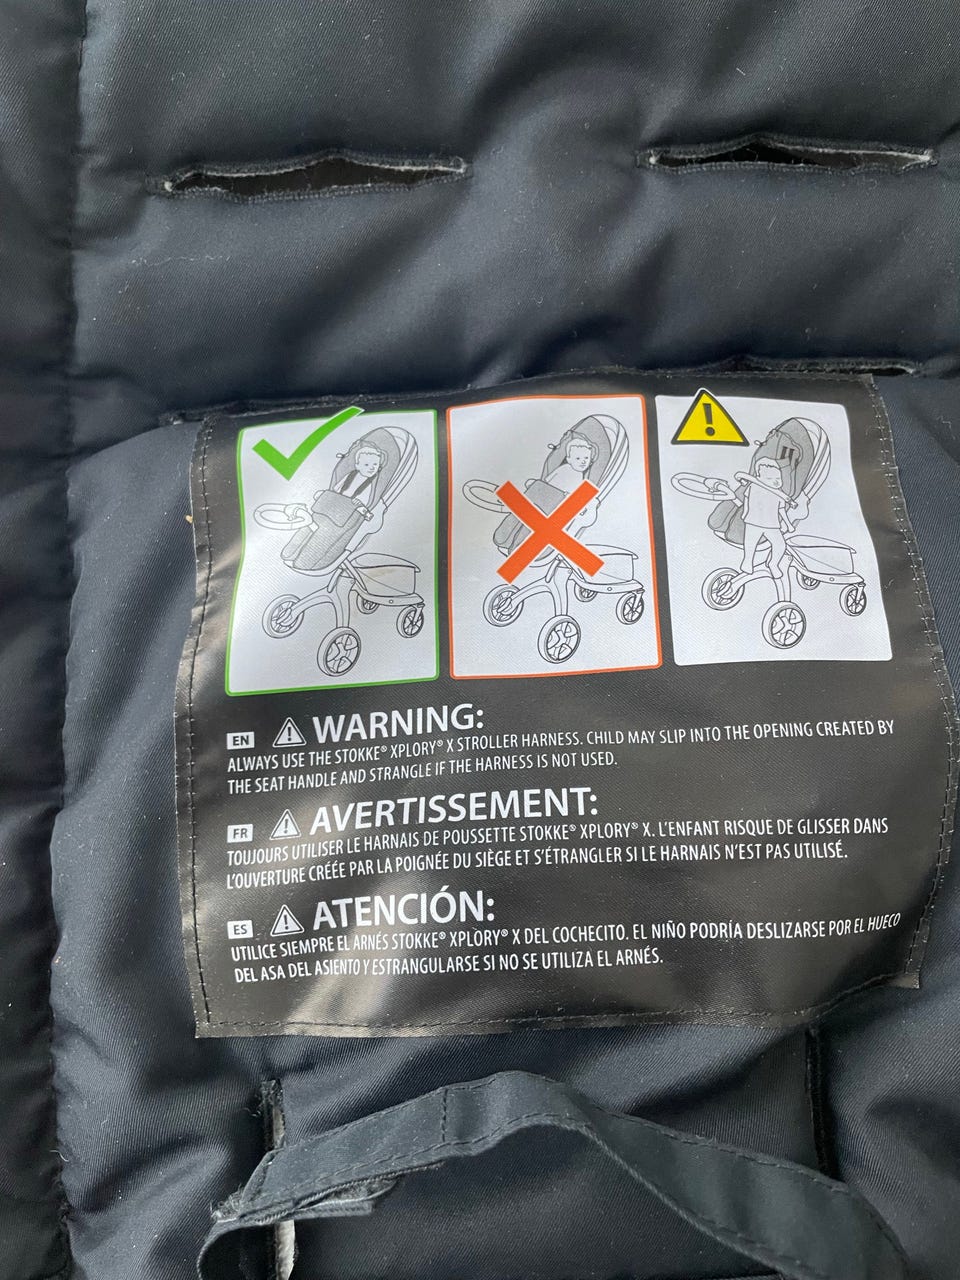 EN WARNING:
ALWAYS USE THE STOKKE® XPLORY® X STROLLER HARNESS. CHILD MAY SLIP INTO THE OPENING CREATED BY
THE SEAT HANDLE AND STRANGLE IF THE HARNESS IS NOT USED.
FR AVERTISSEMENT:
TOUJOURS UTILISER LE HARNAIS DE POUSSETTE STOKKE® XPLORY® X. L'ENFANT RISQUE DE GLISSER DANS
L'OUVERTURE CRÉÉE PAR LA POIGNÉE DU SIÈGE ET S'ÉTRANGLER SI LE HARNAIS N'EST PAS UTILISÉ.
ES ATENCIÓN:
UTILICE SIEMPRE EL ARNÉS STOKKE® XPLORY® X DEL COCHECITO. EL NIÑO PODRÍA DESLIZARSE POR EL HUECO
DEL ASA DEL ASIENTO Y ESTRANGULARSE SI NO SE UTILIZA EL ARNÉS.